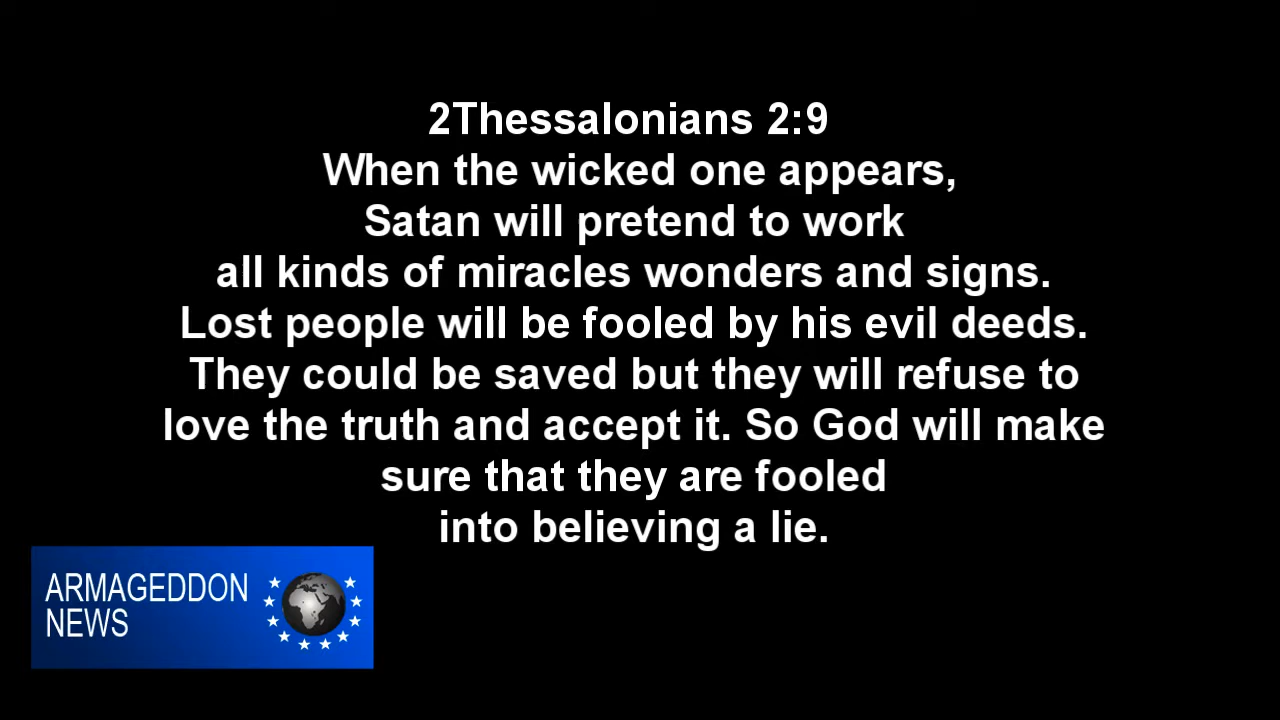 2Thessalonians 2:9
When the wicked one appears,
Satan will pretend to work
all kinds of miracles wonders and signs.
Lost people will be fooled by his evil deeds.
They could be saved but they will refuse to
love the truth and accept it. So God will make
sure that they are fooled
into believing a lie.
ARMAGEDDON
NEWS